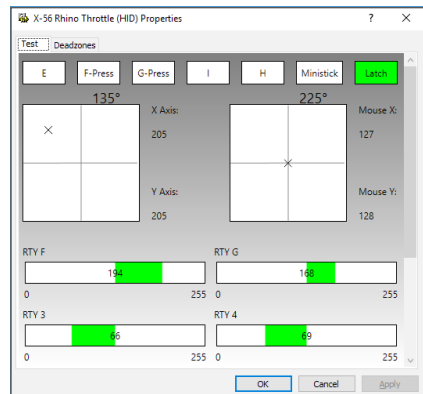 X-56 Rhino Throttle (HID) Properties
Test Deadzones
E F-Press G-Press I H Ministick Latch
135° 225°
X Axis: Mouse X:
205 127
Y Axis: Mouse Y:
205 128
RTY F RTY G
194 168
0 255 0 255
RTY 3 RTY 4
66 69
0 255 0 255
OK Cancel Apply